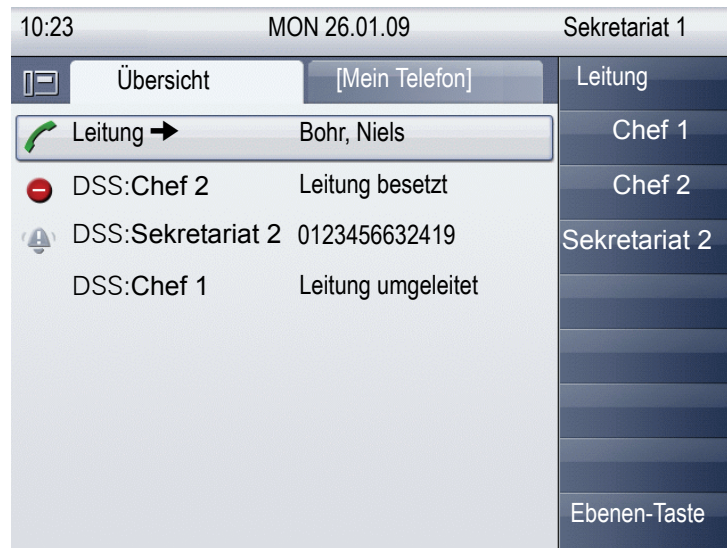 10:23 MON 26.01.09 Sekretariat 1
Übersicht [Mein Telefon] Leitung
Leitung → Bohr, Niels Chef 1
DSS:Chef 2 Leitung besetzt Chef 2
DSS:Sekretariat 2 0123456632419 Sekretariat 2
DSS:Chef 1 Leitung umgeleitet
Ebenen-Taste